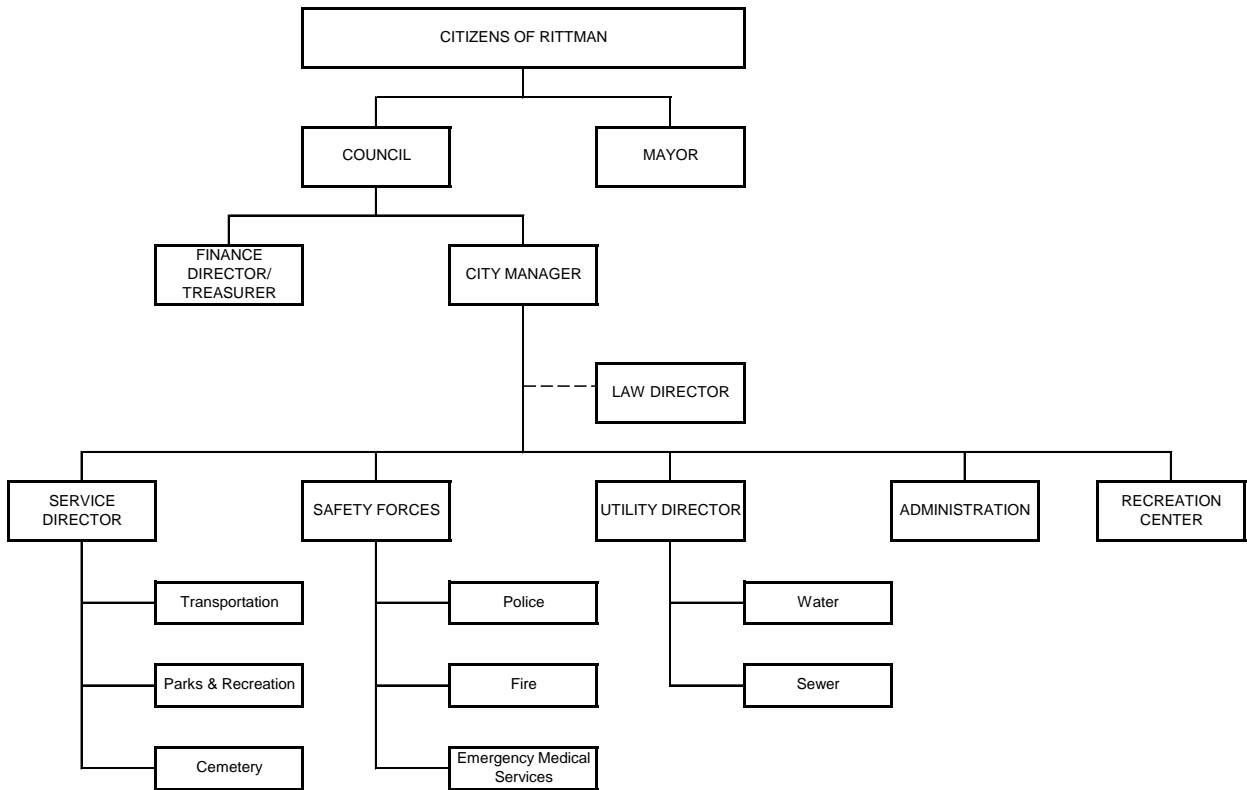 CITIZENS OF RITTMAN
COUNCIL
MAYOR
FINANCE
DIRECTOR/
TREASURER
CITY MANAGER
LAW DIRECTOR
SERVICE
DIRECTOR
SAFETY FORCES
UTILITY DIRECTOR
ADMINISTRATION
RECREATION
CENTER
Transportation
Police
Water
Parks & Recreation
Fire
Sewer
Cemetery
Emergency Medical
Services